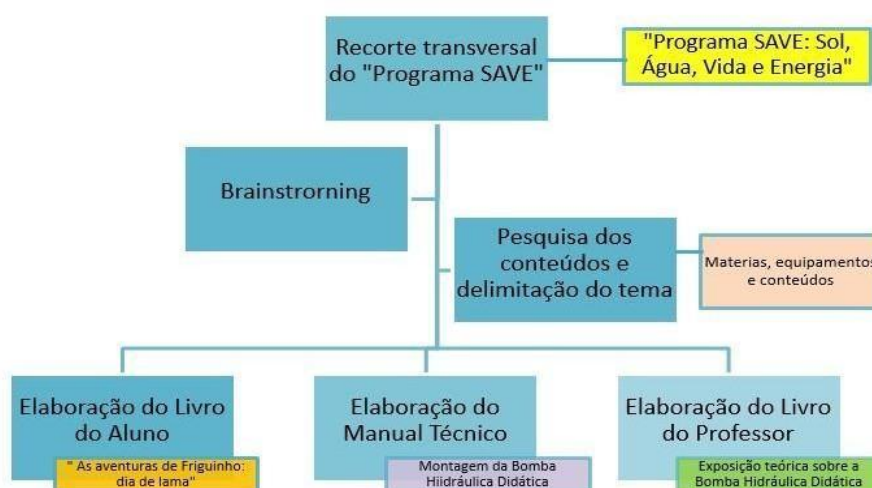 Recorte transversal
do "Programa SAVE"
"Programa SAVE: Sol,
Água, Vida e Energia"
Brainstrorning
Pesquisa dos
conteúdos e
delimitação do tema
Materias, equipamentos
e conteúdos
Elaboração do Livro
do Aluno
" As aventuras de Friguinho:
dia de lama"
Elaboração do
Manual Técnico
Montagem da Bomba
Hiidráulica Didática
Elaboração do Livro
do Professor
Exposição teórica sobre a
Bomba Hidráulica Didática